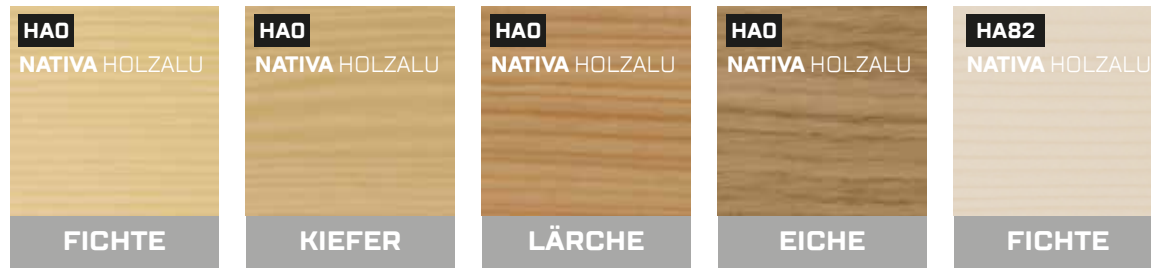 HA0
NATIVA HOLZALU
FICHTE
HA0
NATIVA HOLZALU
KIEFER
HA0
NATIVA HOLZALU
LÄRCHE
HA0
NATIVA HOLZALU
EICHE
HA82
NATIVA HOLZALU
FICHTE